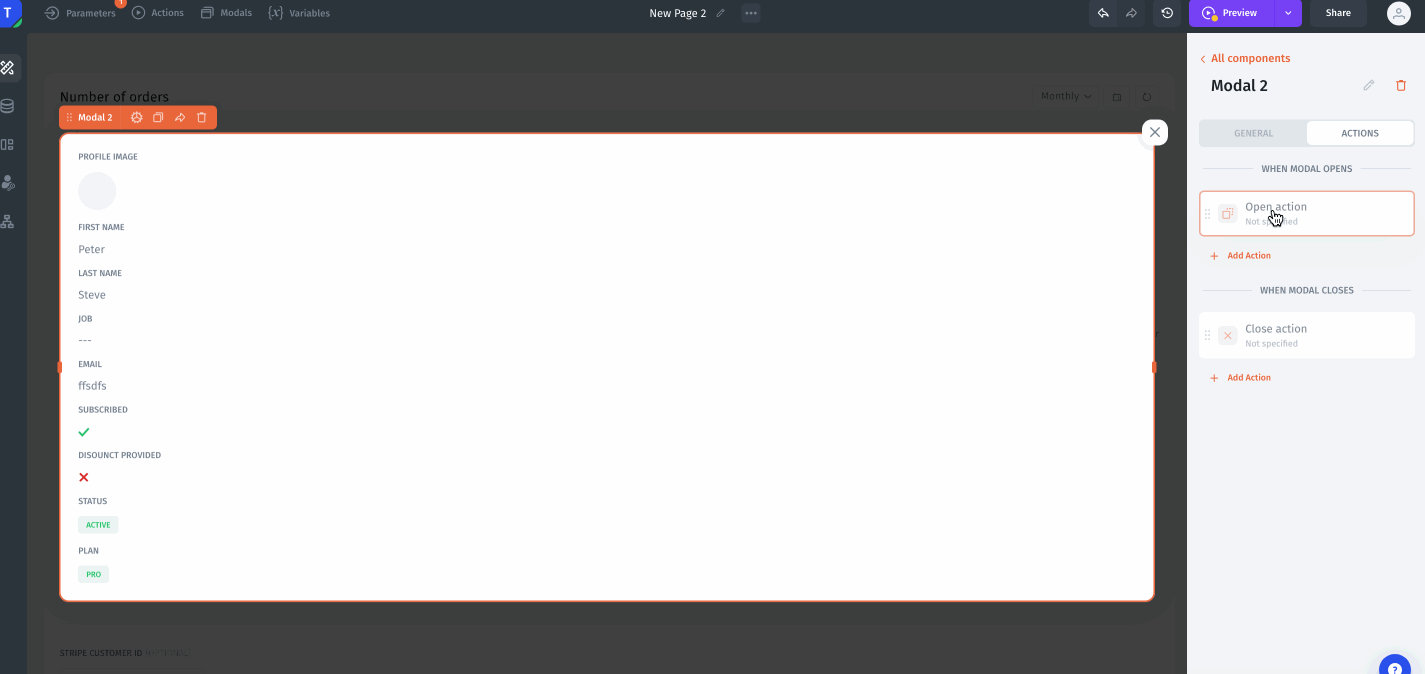 T
Parameters
1
Actions
Modals
{x} Variables
New Page 2
Preview
Share
Number of orders
Monthly
Modal 2
PROFILE IMAGE
FIRST NAME
Peter
LAST NAME
Steve
JOB
---
EMAIL
ffsdfs
SUBSCRIBED
DISOUNCT PROVIDED
STATUS
ACTIVE
PLAN
PRO
STRIPE CUSTOMER ID (OPTIONAL)
All components
Modal 2
GENERAL
ACTIONS
WHEN MODAL OPENS
Open action
Not specified
+ Add Action
WHEN MODAL CLOSES
Close action
Not specified
+ Add Action
?